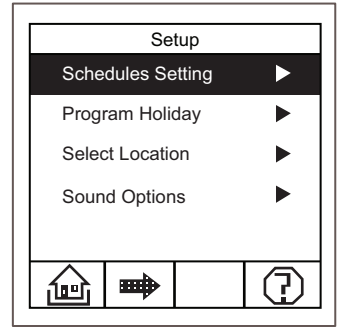 Setup
Schedules Setting
Program Holiday
Select Location
Sound Options
?